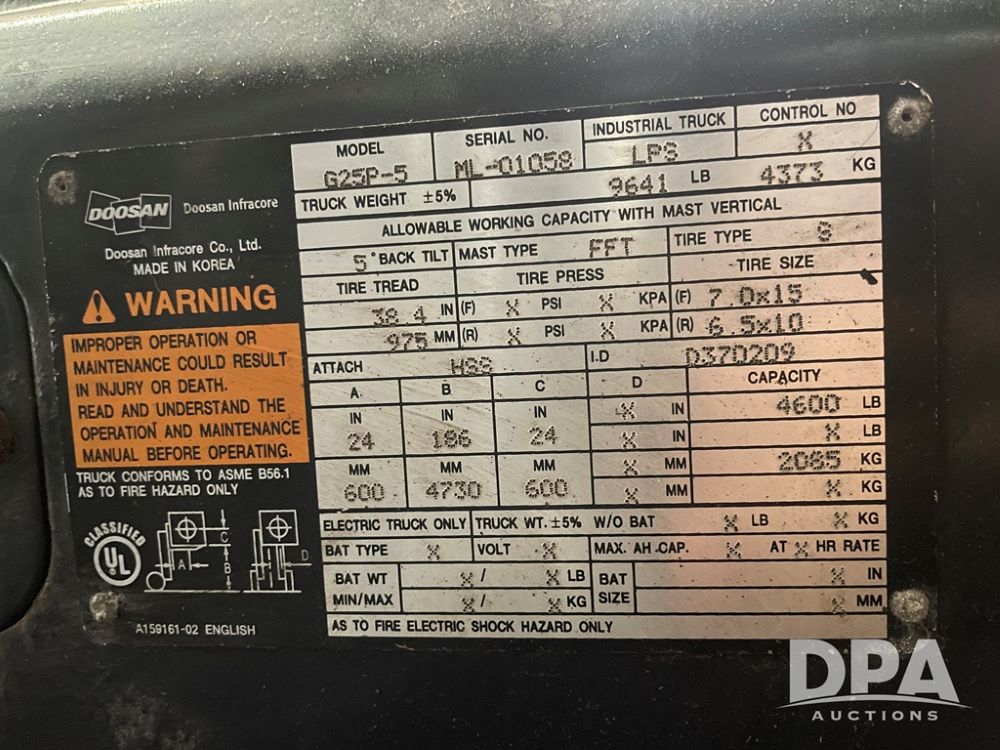 DOOSAN Doosan Infracore
Doosan Infracore Co., Ltd.
MADE IN KOREA
WARNING
IMPROPER OPERATION OR
MAINTENANCE COULD RESULT
IN INJURY OR DEATH.
READ AND UNDERSTAND THE
OPERATION AND MAINTENANCE
MANUAL BEFORE OPERATING.
TRUCK CONFORMS TO ASME B56.1
AS TO FIRE HAZARD ONLY
CLASSIFIED
UL
A C B D
A159161-02 ENGLISH
MODEL SERIAL NO. INDUSTRIAL TRUCK CONTROL NO
G25P-5 ML-01058 LPS X
TRUCK WEIGHT ±5% 9641 LB 4373 KG
ALLOWABLE WORKING CAPACITY WITH MAST VERTICAL
5° BACK TILT MAST TYPE FFT TIRE TYPE S
TIRE TREAD TIRE PRESS TIRE SIZE
38.4 IN (F) X PSI X KPA (F) 7.0x15
975 MM (R) X PSI X KPA (R) 6.5x10
ATTACH HSS I.D D370209
A B C D CAPACITY
IN IN IN X IN 4600 LB
24 186 24 X IN X LB
MM MM MM X MM 2085 KG
600 4730 600 X MM X KG
ELECTRIC TRUCK ONLY TRUCK WT. ±5% W/O BAT X LB X KG
BAT TYPE X VOLT X MAX. AH CAP. X AT X HR RATE
BAT WT X / X LB BAT X IN
MIN/MAX X / X KG SIZE X MM
AS TO FIRE ELECTRIC SHOCK HAZARD ONLY
DPA
AUCTIONS